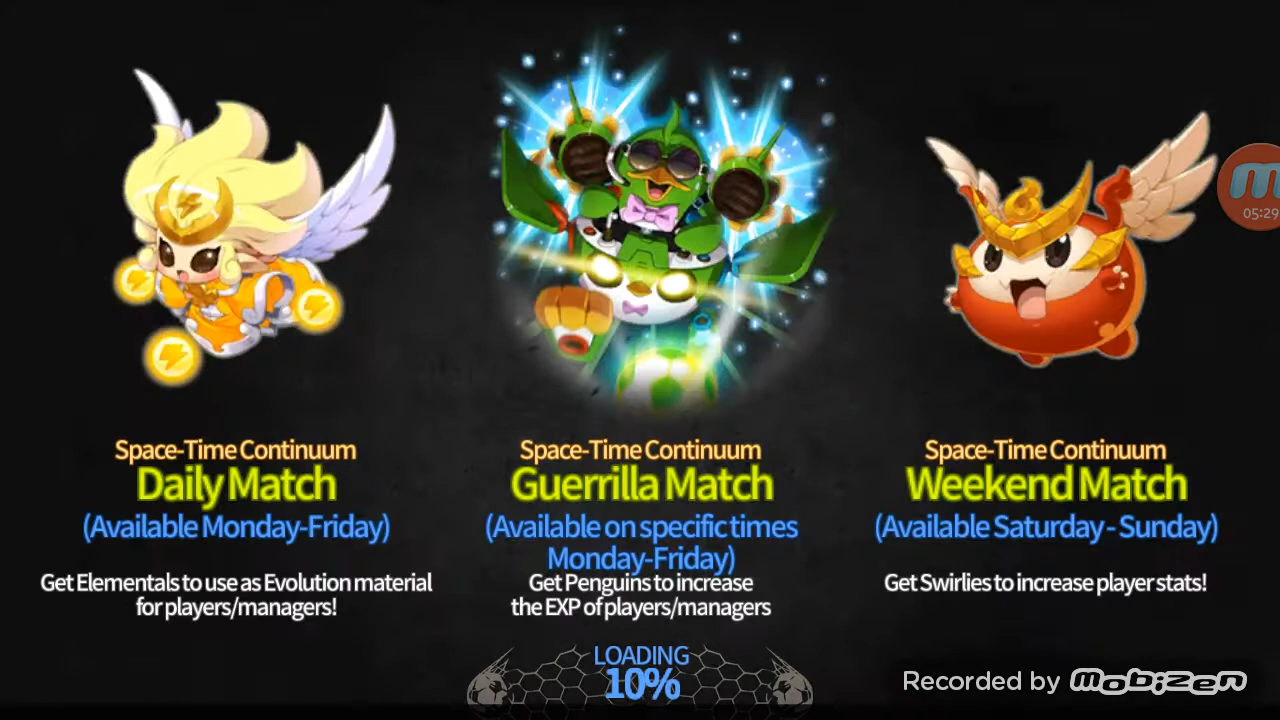 05:29
Space-Time Continuum
Daily Match
(Available Monday-Friday)
Get Elementals to use as Evolution material
for players/managers!
Space-Time Continuum
Guerrilla Match
(Available on specific times
Monday-Friday)
Get Penguins to increase
the EXP of players/managers
Space-Time Continuum
Weekend Match
(Available Saturday - Sunday)
Get Swirlies to increase player stats!
LOADING
10%
Recorded by mobizen